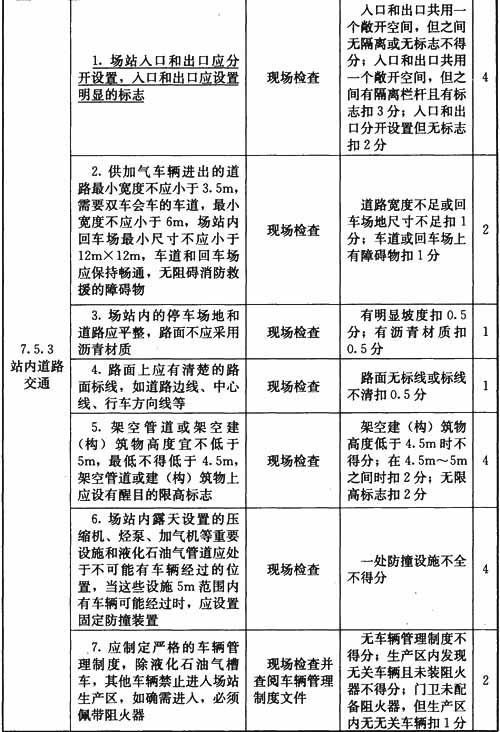 7.5.3
站内道路
交通
1. 场站入口和出口应分
开设置，入口和出口应设置
明显的标志
现场检查
入口和出口共用一
个敞开空间，但之间
无隔离或无标志不得
分；入口和出口共用
一个敞开空间，但之
间有隔离栏杆且有标
志扣3分；入口和出
口分开设置但无标志
扣2分
4
2. 供加气车辆进出的道
路最小宽度不应小于3.5m，
需要双车会车的车道，最小
宽度不应小于6m，场站内
回车场最小尺寸不应小于
12m×12m，车道和回车场
应保持畅通，无阻碍消防救
援的障碍物
现场检查
道路宽度不足或回
车场地尺寸不足扣1
分；车道或回车场上
有障碍物扣1分
2
3. 场站内的停车场地和
道路应平整，路面不应采用
沥青材质
现场检查
有明显坡度扣0.5
分；有沥青材质扣
0.5分
1
4. 路面上应有清楚的路
面标线，如道路边线、中心
线、行车方向线等
现场检查
路面无标线或标线
不清扣0.5分
1
5. 架空管道或架空建
（构）筑物高度宜不低于
5m，最低不得低于4.5m，
架空管道或建（构）筑物上
应设有醒目的限高标志
现场检查
架空建（构）筑物
高度低于4.5m时不
得分；在4.5m～5m
之间时扣2分；无限
高标志扣2分
4
6. 场站内露天设置的压
缩机、烃泵、加气机等重要
设施和液化石油气管道应处
于不可能有车辆经过的位
置，当这些设施5m范围内
有车辆可能经过时，应设置
固定防撞装置
现场检查
一处防撞设施不全
不得分
4
7. 应制定严格的车辆管
理制度，除液化石油气槽
车，其他车辆禁止进入场站
生产区，如确需进入，必须
佩带阻火器
现场检查并
查阅车辆管理
制度文件
无车辆管理制度不
得分；生产区内发现
无关车辆且未装阻火
器不得分；门卫未配
备阻火器，但生产区
内无无关车辆扣1分
2